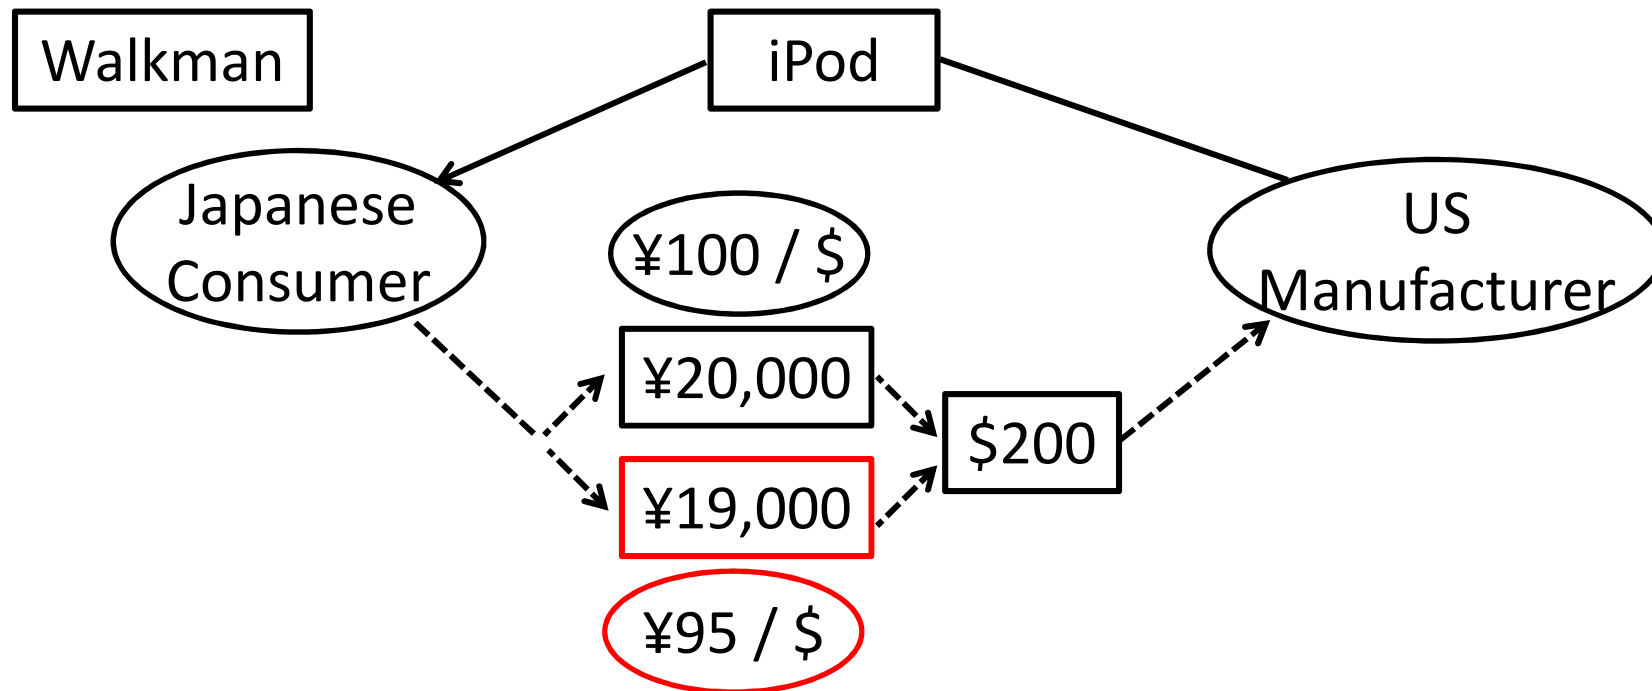 Walkman
iPod
Japanese
Consumer
US
Manufacturer
¥100 / $
¥20,000
$200
¥19,000
¥95 / $